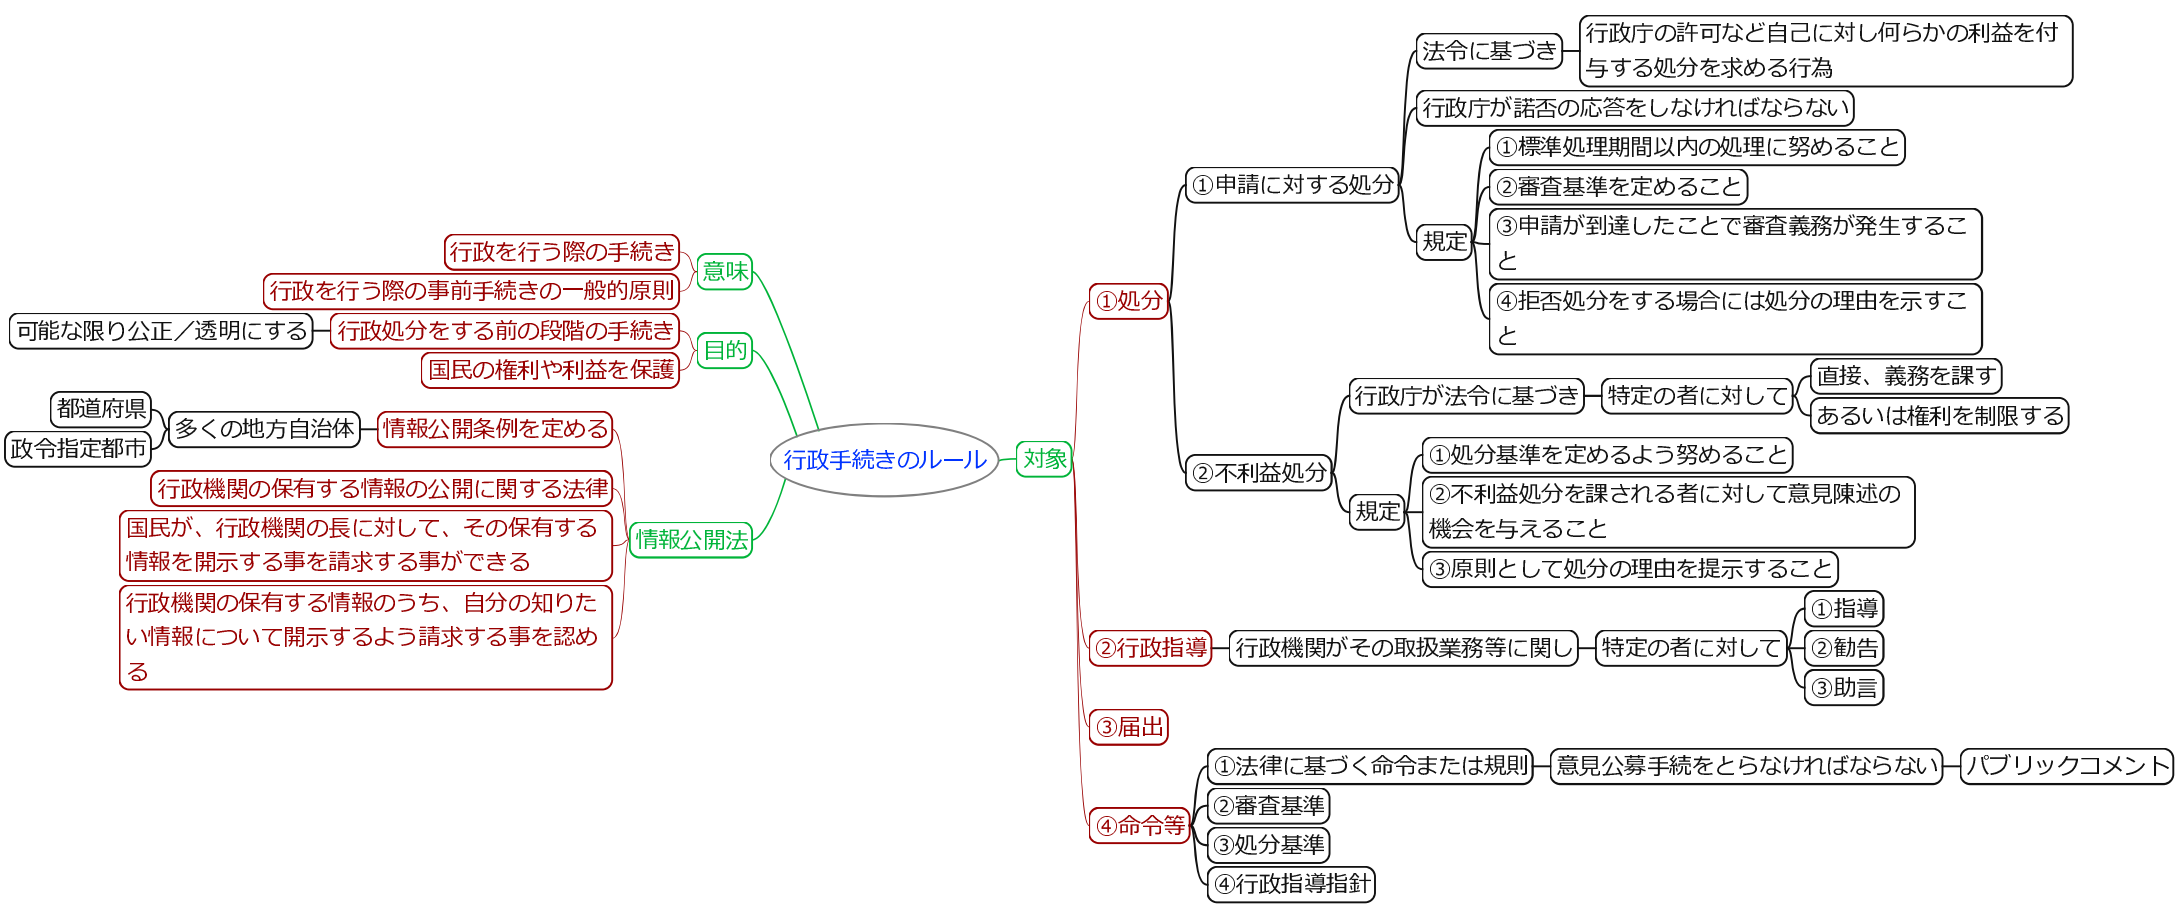 行政手続きのルール
意味
行政を行う際の手続き
行政を行う際の事前手続きの一般的原則
目的
行政処分をする前の段階の手続き
可能な限り公正／透明にする
国民の権利や利益を保護
情報公開法
情報公開条例を定める
多くの地方自治体
都道府県
政令指定都市
行政機関の保有する情報の公開に関する法律
国民が、行政機関の長に対して、その保有する
情報を開示する事を請求する事ができる
行政機関の保有する情報のうち、自分の知りた
い情報について開示するよう請求する事を認め
る
対象
①処分
①申請に対する処分
法令に基づき
行政庁の許可など自己に対し何らかの利益を付
与する処分を求める行為
行政庁が諾否の応答をしなければならない
規定
①標準処理期間以内の処理に努めること
②審査基準を定めること
③申請が到達したことで審査義務が発生するこ
と
④拒否処分をする場合には処分の理由を示すこ
と
②不利益処分
行政庁が法令に基づき
特定の者に対して
直接、義務を課す
あるいは権利を制限する
規定
①処分基準を定めるよう努めること
②不利益処分を課される者に対して意見陳述の
機会を与えること
③原則として処分の理由を提示すること
②行政指導
行政機関がその取扱業務等に関し
特定の者に対して
①指導
②勧告
③助言
③届出
④命令等
①法律に基づく命令または規則
意見公募手続をとらなければならない
パブリックコメント
②審査基準
③処分基準
④行政指導指針